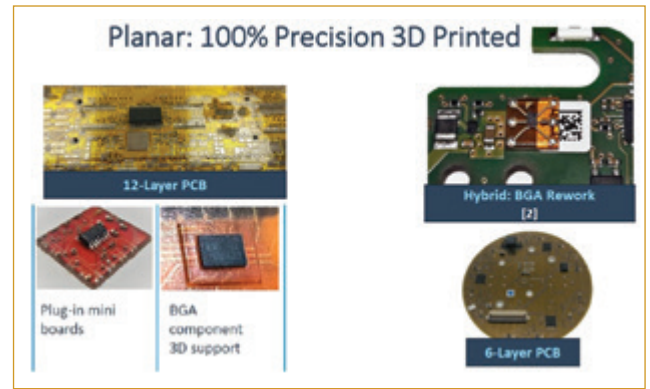 Planar: 100% Precision 3D Printed
12-Layer PCB
Hybrid: BGA Rework
[2]
Plug-in mini
boards
BGA
component
3D support
6-Layer PCB